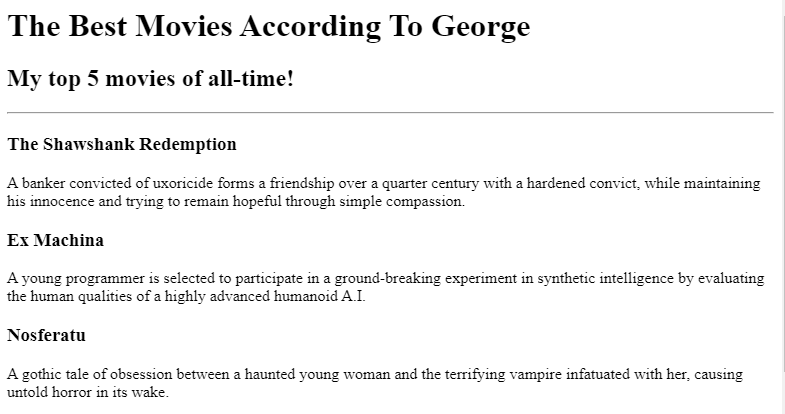 The Best Movies According To George
My top 5 movies of all-time!
The Shawshank Redemption
A banker convicted of uxoricide forms a friendship over a quarter century with a hardened convict, while maintaining
his innocence and trying to remain hopeful through simple compassion.
Ex Machina
A young programmer is selected to participate in a ground-breaking experiment in synthetic intelligence by evaluating
the human qualities of a highly advanced humanoid A.I.
Nosferatu
A gothic tale of obsession between a haunted young woman and the terrifying vampire infatuated with her, causing
untold horror in its wake.